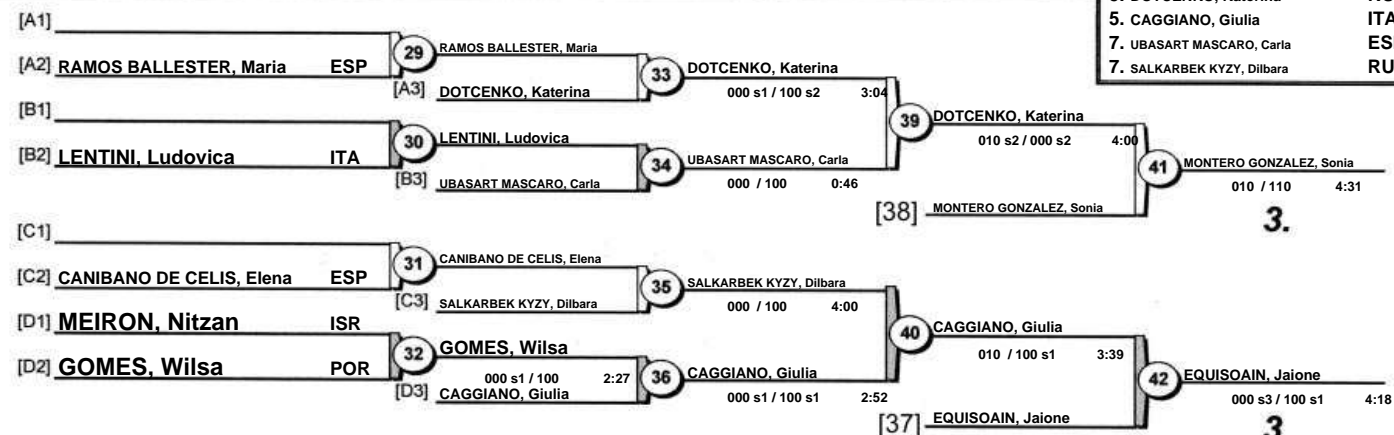 5. CAGGIANO, Giulia ITA
7. UBASART MASCARO, Carla
7. SALKARBEK KYZY, Dilbara
[A1]
[A2] RAMOS BALLESTER, Maria ESP
29
RAMOS BALLESTER, Maria
[A3] DOTCENKO, Katerina
33
DOTCENKO, Katerina
000 s1 / 100 s2 3:04
[B1]
[B2] LENTINI, Ludovica ITA
30
LENTINI, Ludovica
[B3] UBASART MASCARO, Carla
34
UBASART MASCARO, Carla
000 / 100 0:46
39
DOTCENKO, Katerina
010 s2 / 000 s2 4:00
[38] MONTERO GONZALEZ, Sonia
41
MONTERO GONZALEZ, Sonia
010 / 110 4:31
3.
[C1]
[C2] CANIBANO DE CELIS, Elena ESP
31
CANIBANO DE CELIS, Elena
[C3] SALKARBEK KYZY, Dilbara
35
SALKARBEK KYZY, Dilbara
000 / 100 4:00
[D1] MEIRON, Nitzan ISR
[D2] GOMES, Wilsa POR
32
GOMES, Wilsa
000 s1 / 100 2:27
[D3] CAGGIANO, Giulia
36
CAGGIANO, Giulia
000 s1 / 100 s1 2:52
40
CAGGIANO, Giulia
010 / 100 s1 3:39
[37] EQUISOAIN, Jaione
42
EQUISOAIN, Jaione
000 s3 / 100 s1 4:18
3